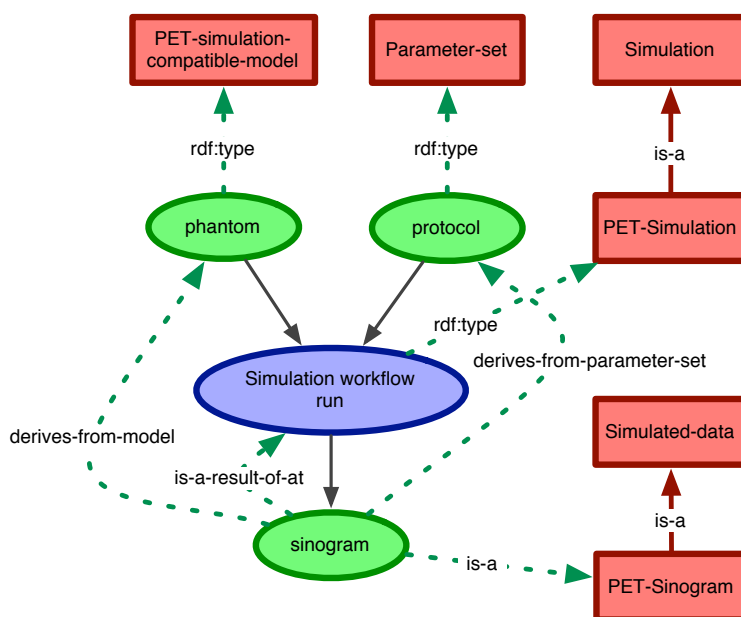 PET-simulation-
compatible-model
Parameter-set
Simulation
rdf:type
rdf:type
is-a
phantom
protocol
PET-Simulation
rdf:type
derives-from-parameter-set
Simulation workflow
run
derives-from-model
Simulated-data
is-a-result-of-at
is-a
sinogram
is-a
PET-Sinogram